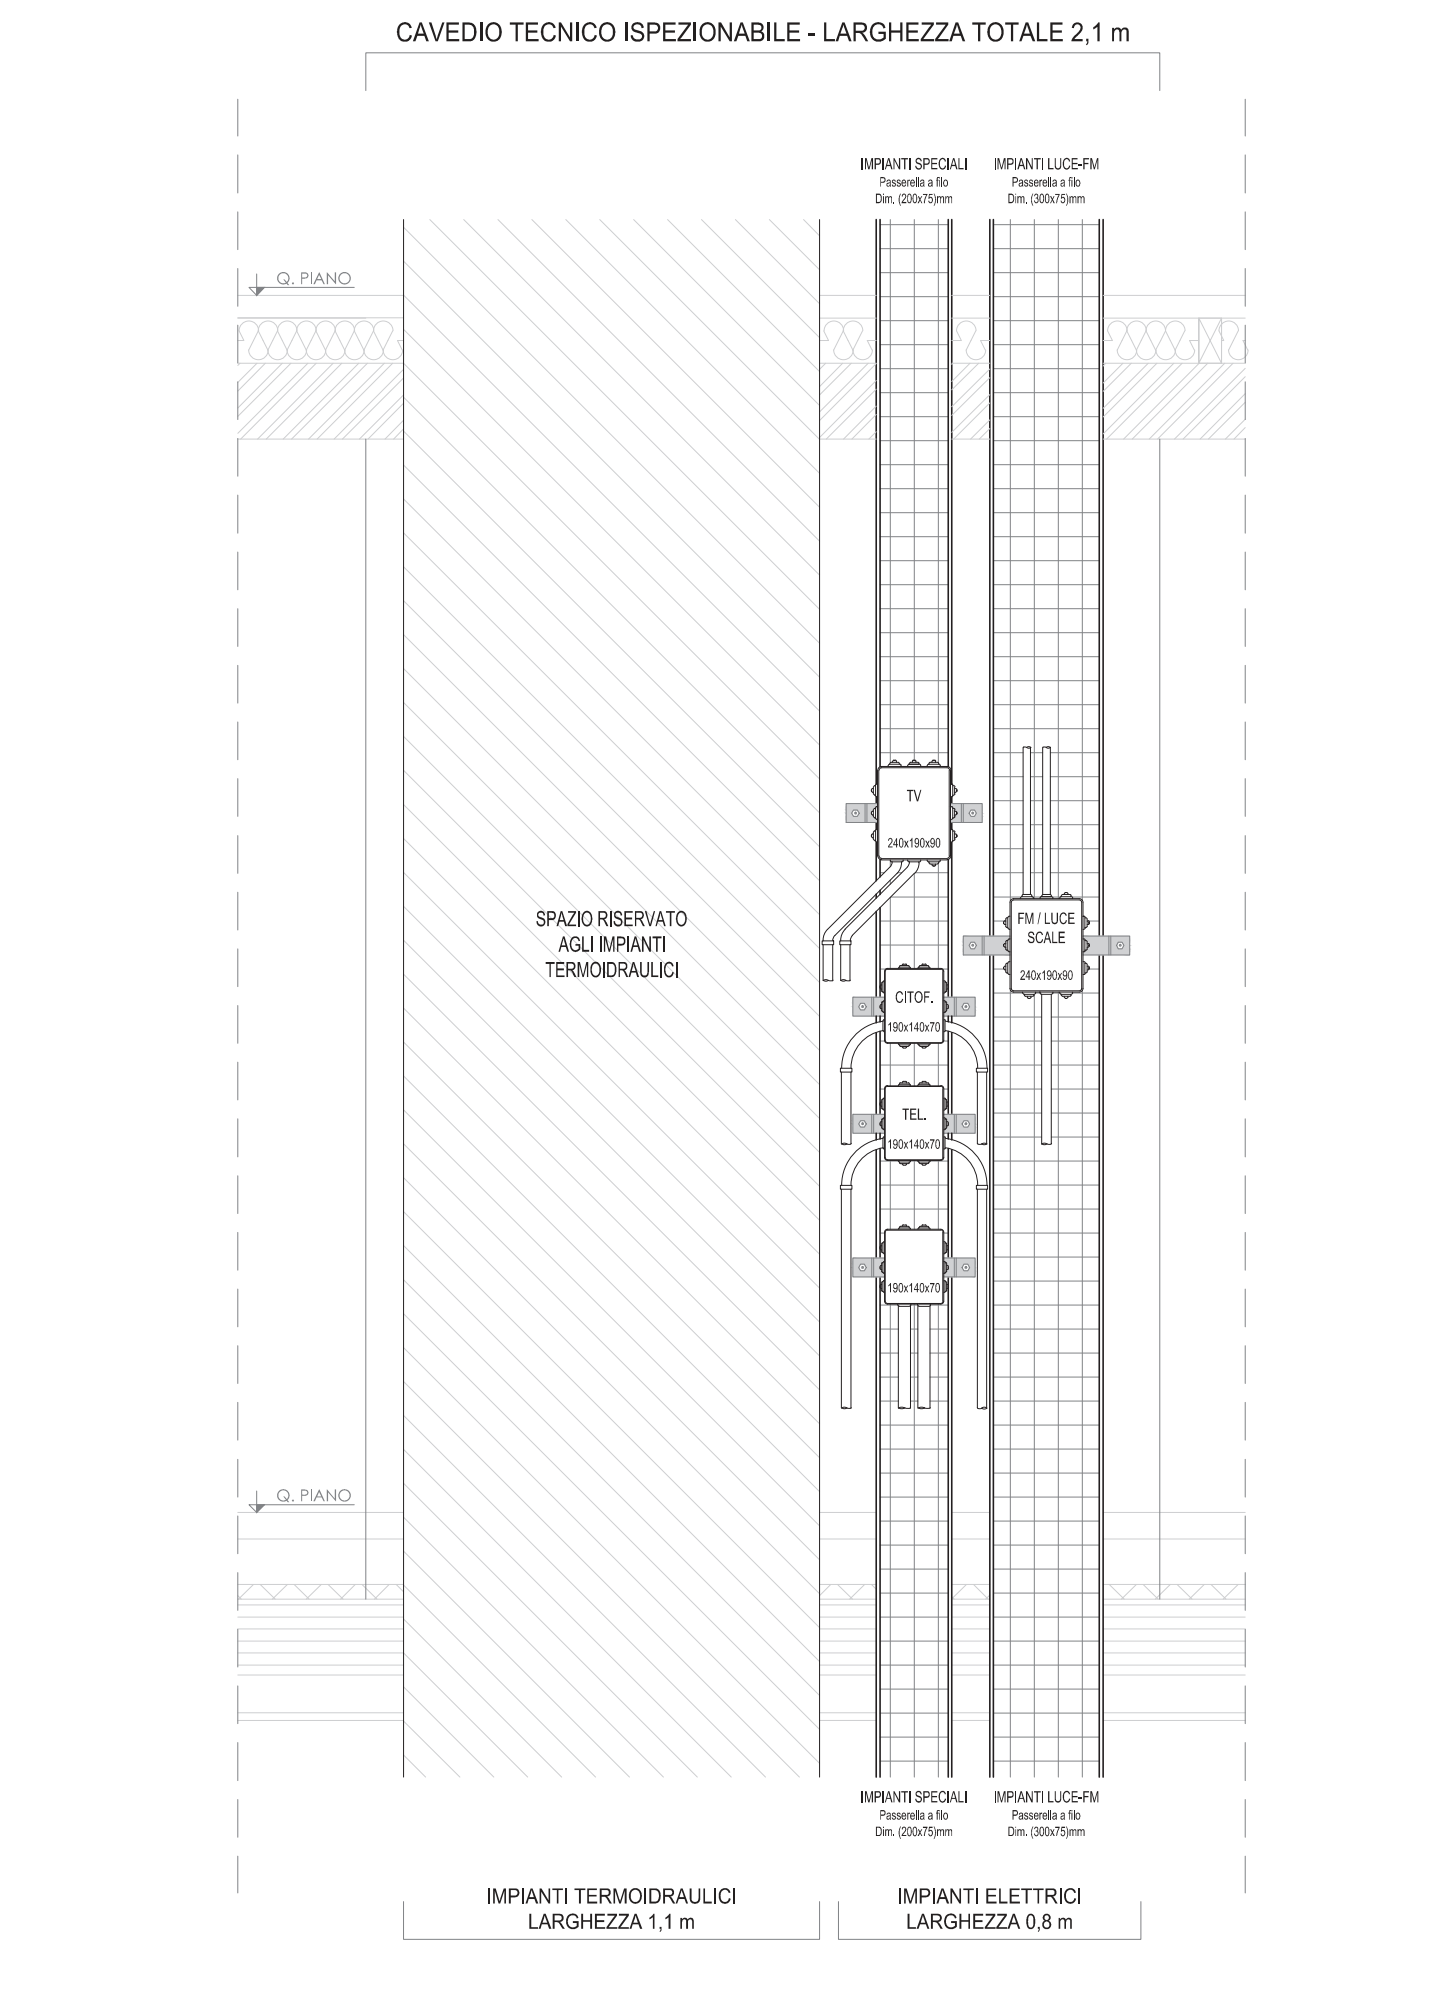 CAVEDIO TECNICO ISPEZIONABILE - LARGHEZZA TOTALE 2,1 m
IMPIANTI SPECIALI
Passerella a filo
Dim. (200x75)mm
IMPIANTI LUCE-FM
Passerella a filo
Dim. (300x75)mm
Q. PIANO
TV
240x190x90
SPAZIO RISERVATO
AGLI IMPIANTI
TERMOIDRAULICI
FM / LUCE
SCALE
240x190x90
CITOF.
190x140x70
TEL.
190x140x70
190x140x70
Q. PIANO
IMPIANTI SPECIALI
Passerella a filo
Dim. (200x75)mm
IMPIANTI LUCE-FM
Passerella a filo
Dim. (300x75)mm
IMPIANTI TERMOIDRAULICI
LARGHEZZA 1,1 m
IMPIANTI ELETTRICI
LARGHEZZA 0,8 m